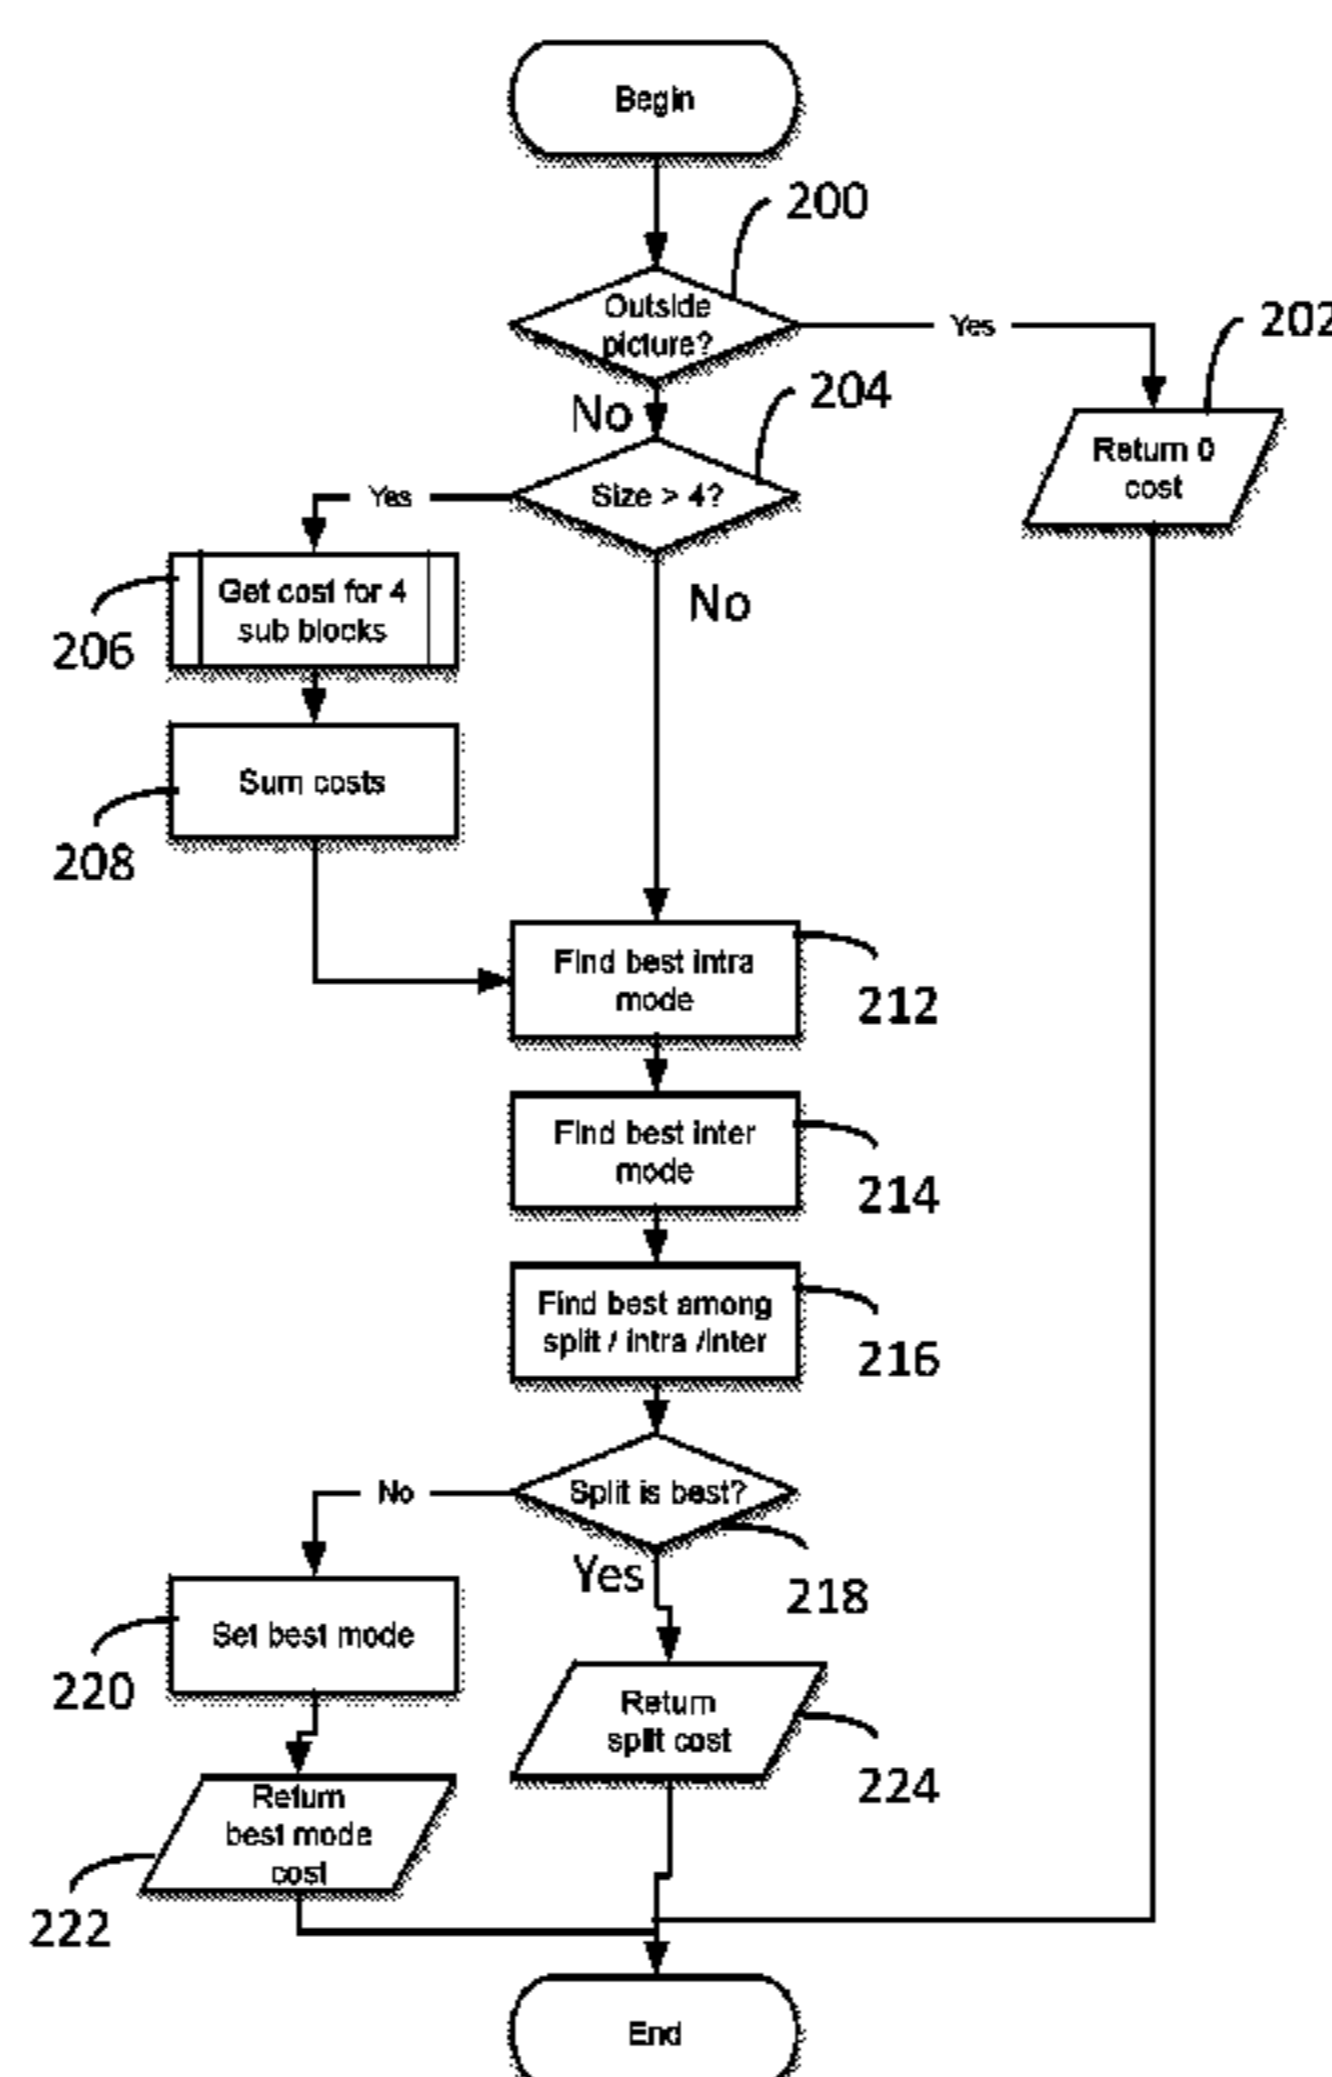 Begin
200
Outside
picture?
Yes
202
No
204
Return 0
cost
Yes
Size > 4?
206
Get cost for 4
sub blocks
No
Sum costs
208
Find best intra
mode
212
Find best inter
mode
214
Find best among
split / intra /inter
216
No
Split is best?
Yes
218
Set best mode
220
Return
split cost
224
Return
best mode
cost
222
End